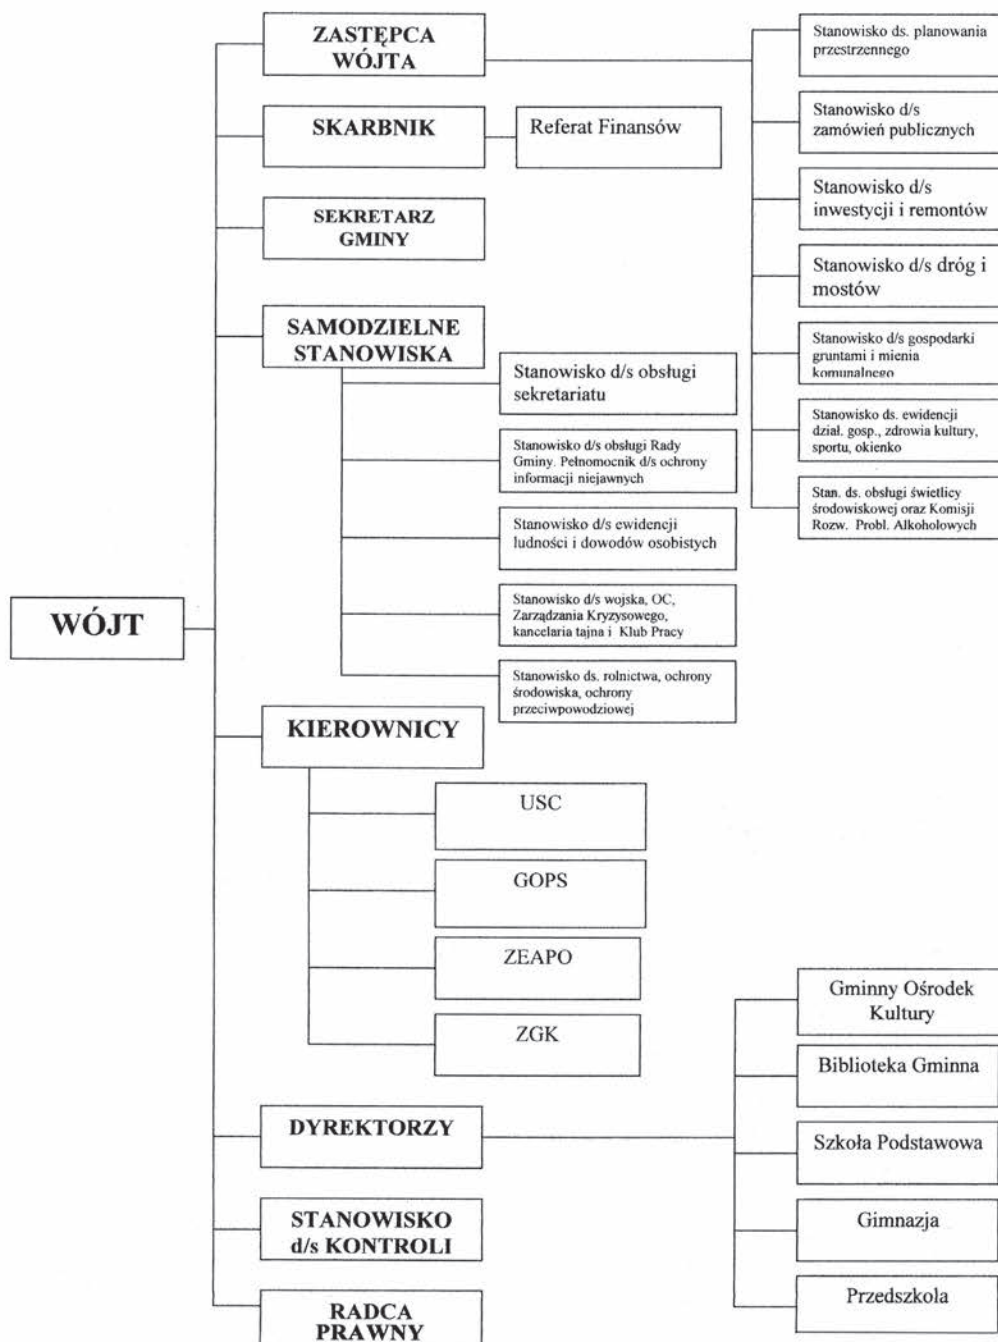 ZASTĘPCA
WÓJTA
Stanowisko ds. planowania
przestrzennego
Stanowisko d/s
zamówień publicznych
Stanowisko d/s
inwestycji i remontów
Stanowisko d/s dróg i
mostów
Stanowisko d/s gospodarki
gruntami i mienia
komunalnego
Stanowisko ds. ewidencji
dział. gosp., zdrowia kultury,
sportu, okienko
Stan. ds. obsługi świetlicy
środowiskowej oraz Komisji
Rozw. Probl. Alkoholowych
SKARBNIK
Referat Finansów
SEKRETARZ
GMINY
SAMODZIELNE
STANOWISKA
Stanowisko d/s obsługi
sekretariatu
Stanowisko d/s obsługi Rady
Gminy. Pełnomocnik d/s ochrony
informacji niejawnych
Stanowisko d/s ewidencji
ludności i dowodów osobistych
Stanowisko d/s wojska, OC,
Zarządzania Kryzysowego,
kancelaria tajna i Klub Pracy
Stanowisko ds. rolnictwa, ochrony
środowiska, ochrony
przeciwpowodziowej
WÓJT
KIEROWNICY
USC
GOPS
ZEAPO
ZGK
DYREKTORZY
Gminny Ośrodek
Kultury
Biblioteka Gminna
Szkoła Podstawowa
Gimnazja
Przedszkola
STANOWISKO
d/s KONTROLI
RADCA
PRAWNY